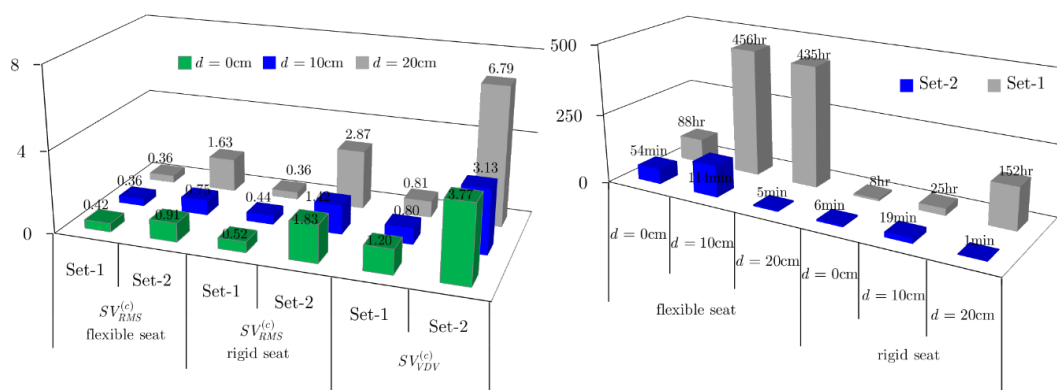 8
4
0
d = 0cm d = 10cm d = 20cm
6.79
2.87
1.63
0.36
0.36
0.81
3.13
0.36
0.75
0.44
1.42
0.80
3.77
0.42
0.91
0.52
1.83
1.20
Set-1
Set-2
Set-1
Set-2
Set-1
Set-2
SV_{RMS}^{(c)}
flexible seat
SV_{RMS}^{(c)}
rigid seat
SV_{VDV}^{(c)}
500
250
0
Set-2 Set-1
456hr
435hr
88hr
8hr
25hr
152hr
54min
5min
6min
19min
1min
d = 0cm
d = 10cm
d = 20cm
d = 0cm
d = 10cm
d = 20cm
flexible seat
rigid seat